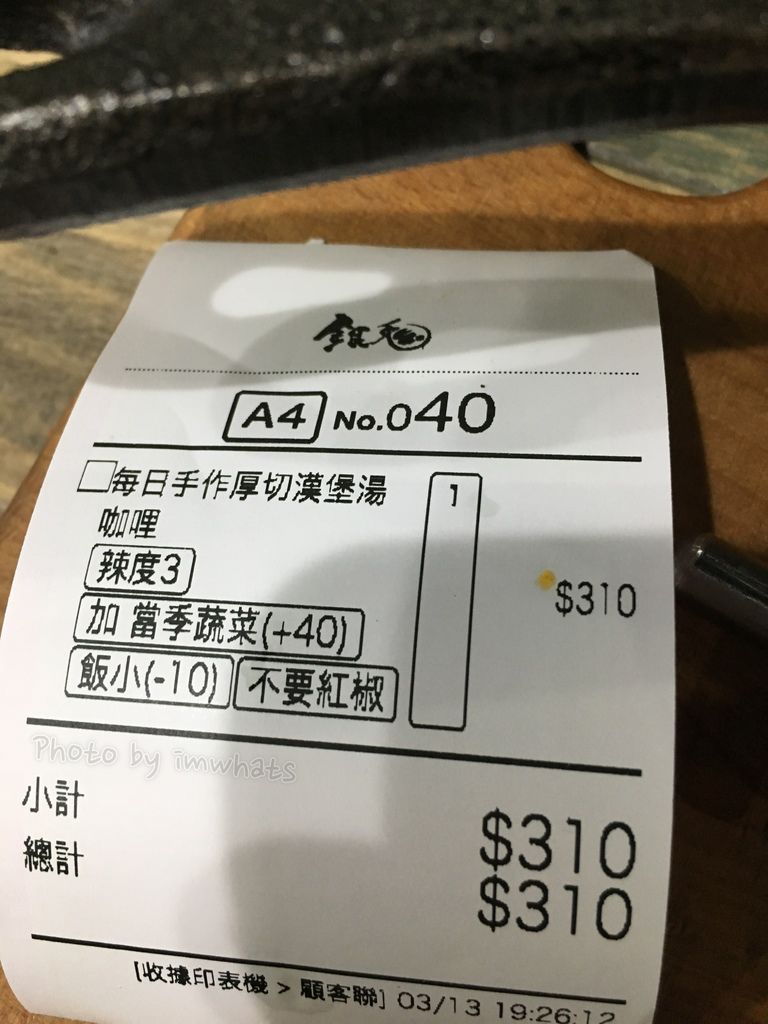 銀兔
A4 No.040
□每日手作厚切漢堡湯 1
咖哩
辣度3
$310
加 當季蔬菜(+40)
飯小(-10) 不要紅椒
Photo by imwhats
小計 $310
總計 $310
[收據印表機 > 顧客聯] 03/13 19:26:12